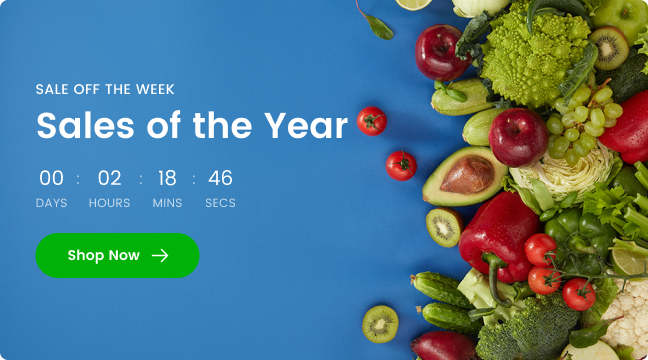 SALE OFF THE WEEK
Sales of the Year
00 : 02 : 18 : 46
DAYS HOURS MINS SECS
Shop Now